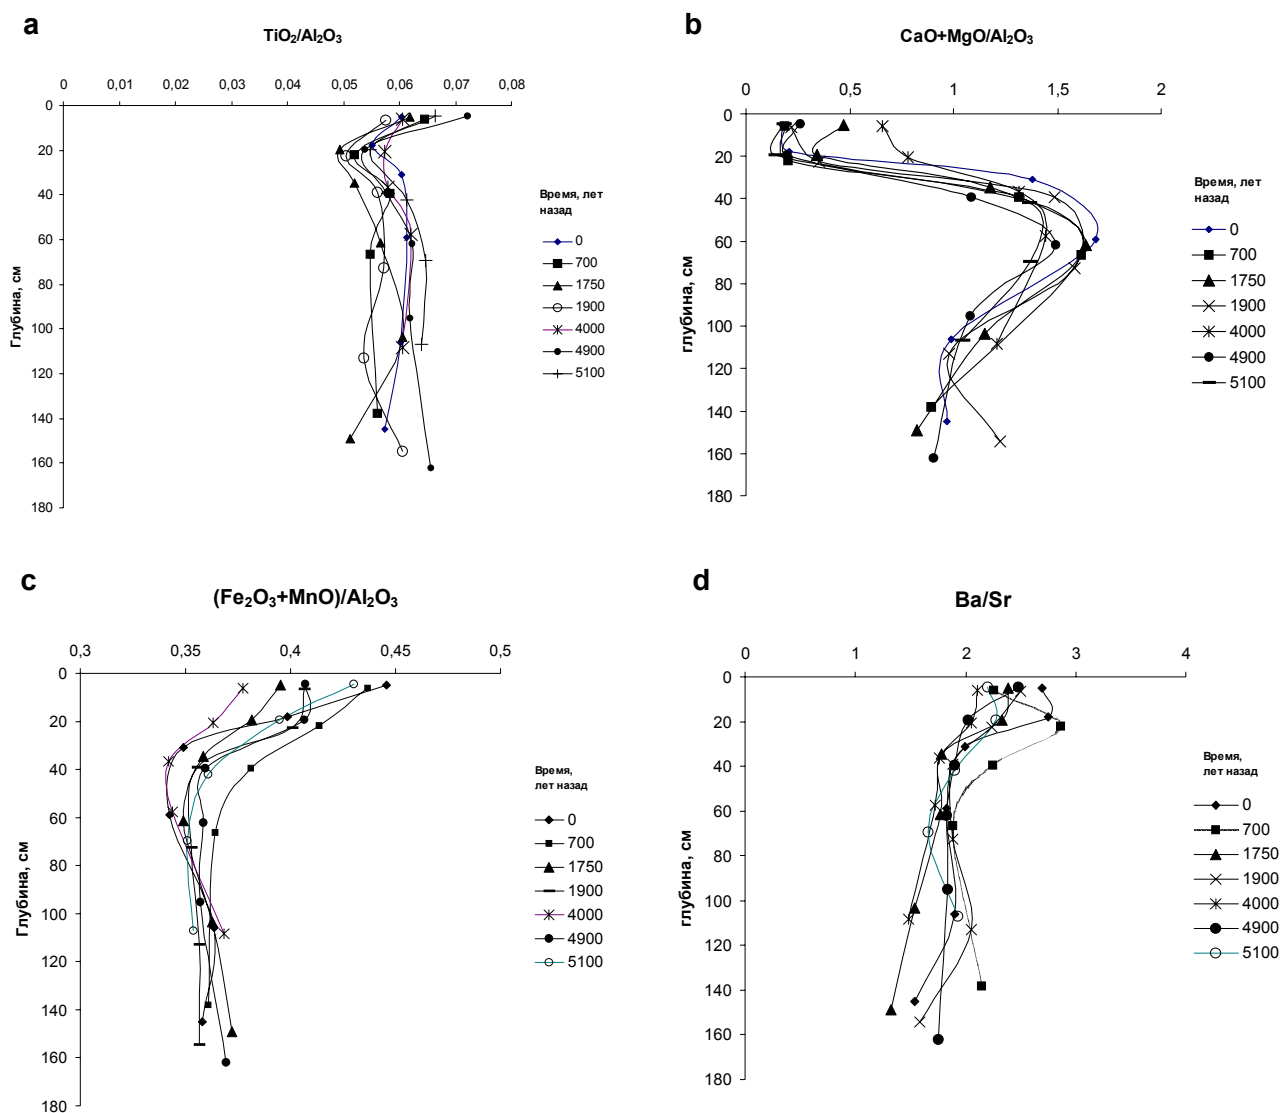 a
TiO₂/Al₂O₃
0 0,01 0,02 0,03 0,04 0,05 0,06 0,07 0,08
0
20
40
60
80
100
120
140
160
180
Глубина, см
Время, лет
назад
0
700
1750
1900
4000
4900
5100
b
CaO+MgO/Al₂O₃
0 0,5 1 1,5 2
0
20
40
60
80
100
120
140
160
180
глубина, см
Время, лет
назад
0
700
1750
1900
4000
4900
5100
c
(Fe₂O₃+MnO)/Al₂O₃
0,3 0,35 0,4 0,45 0,5
0
20
40
60
80
100
120
140
160
180
Глубина, см
Время,
лет назад
0
700
1750
1900
4000
4900
5100
d
Ba/Sr
0 1 2 3 4
0
20
40
60
80
100
120
140
160
180
глубина, см
Время,
лет назад
0
700
1750
1900
4000
4900
5100